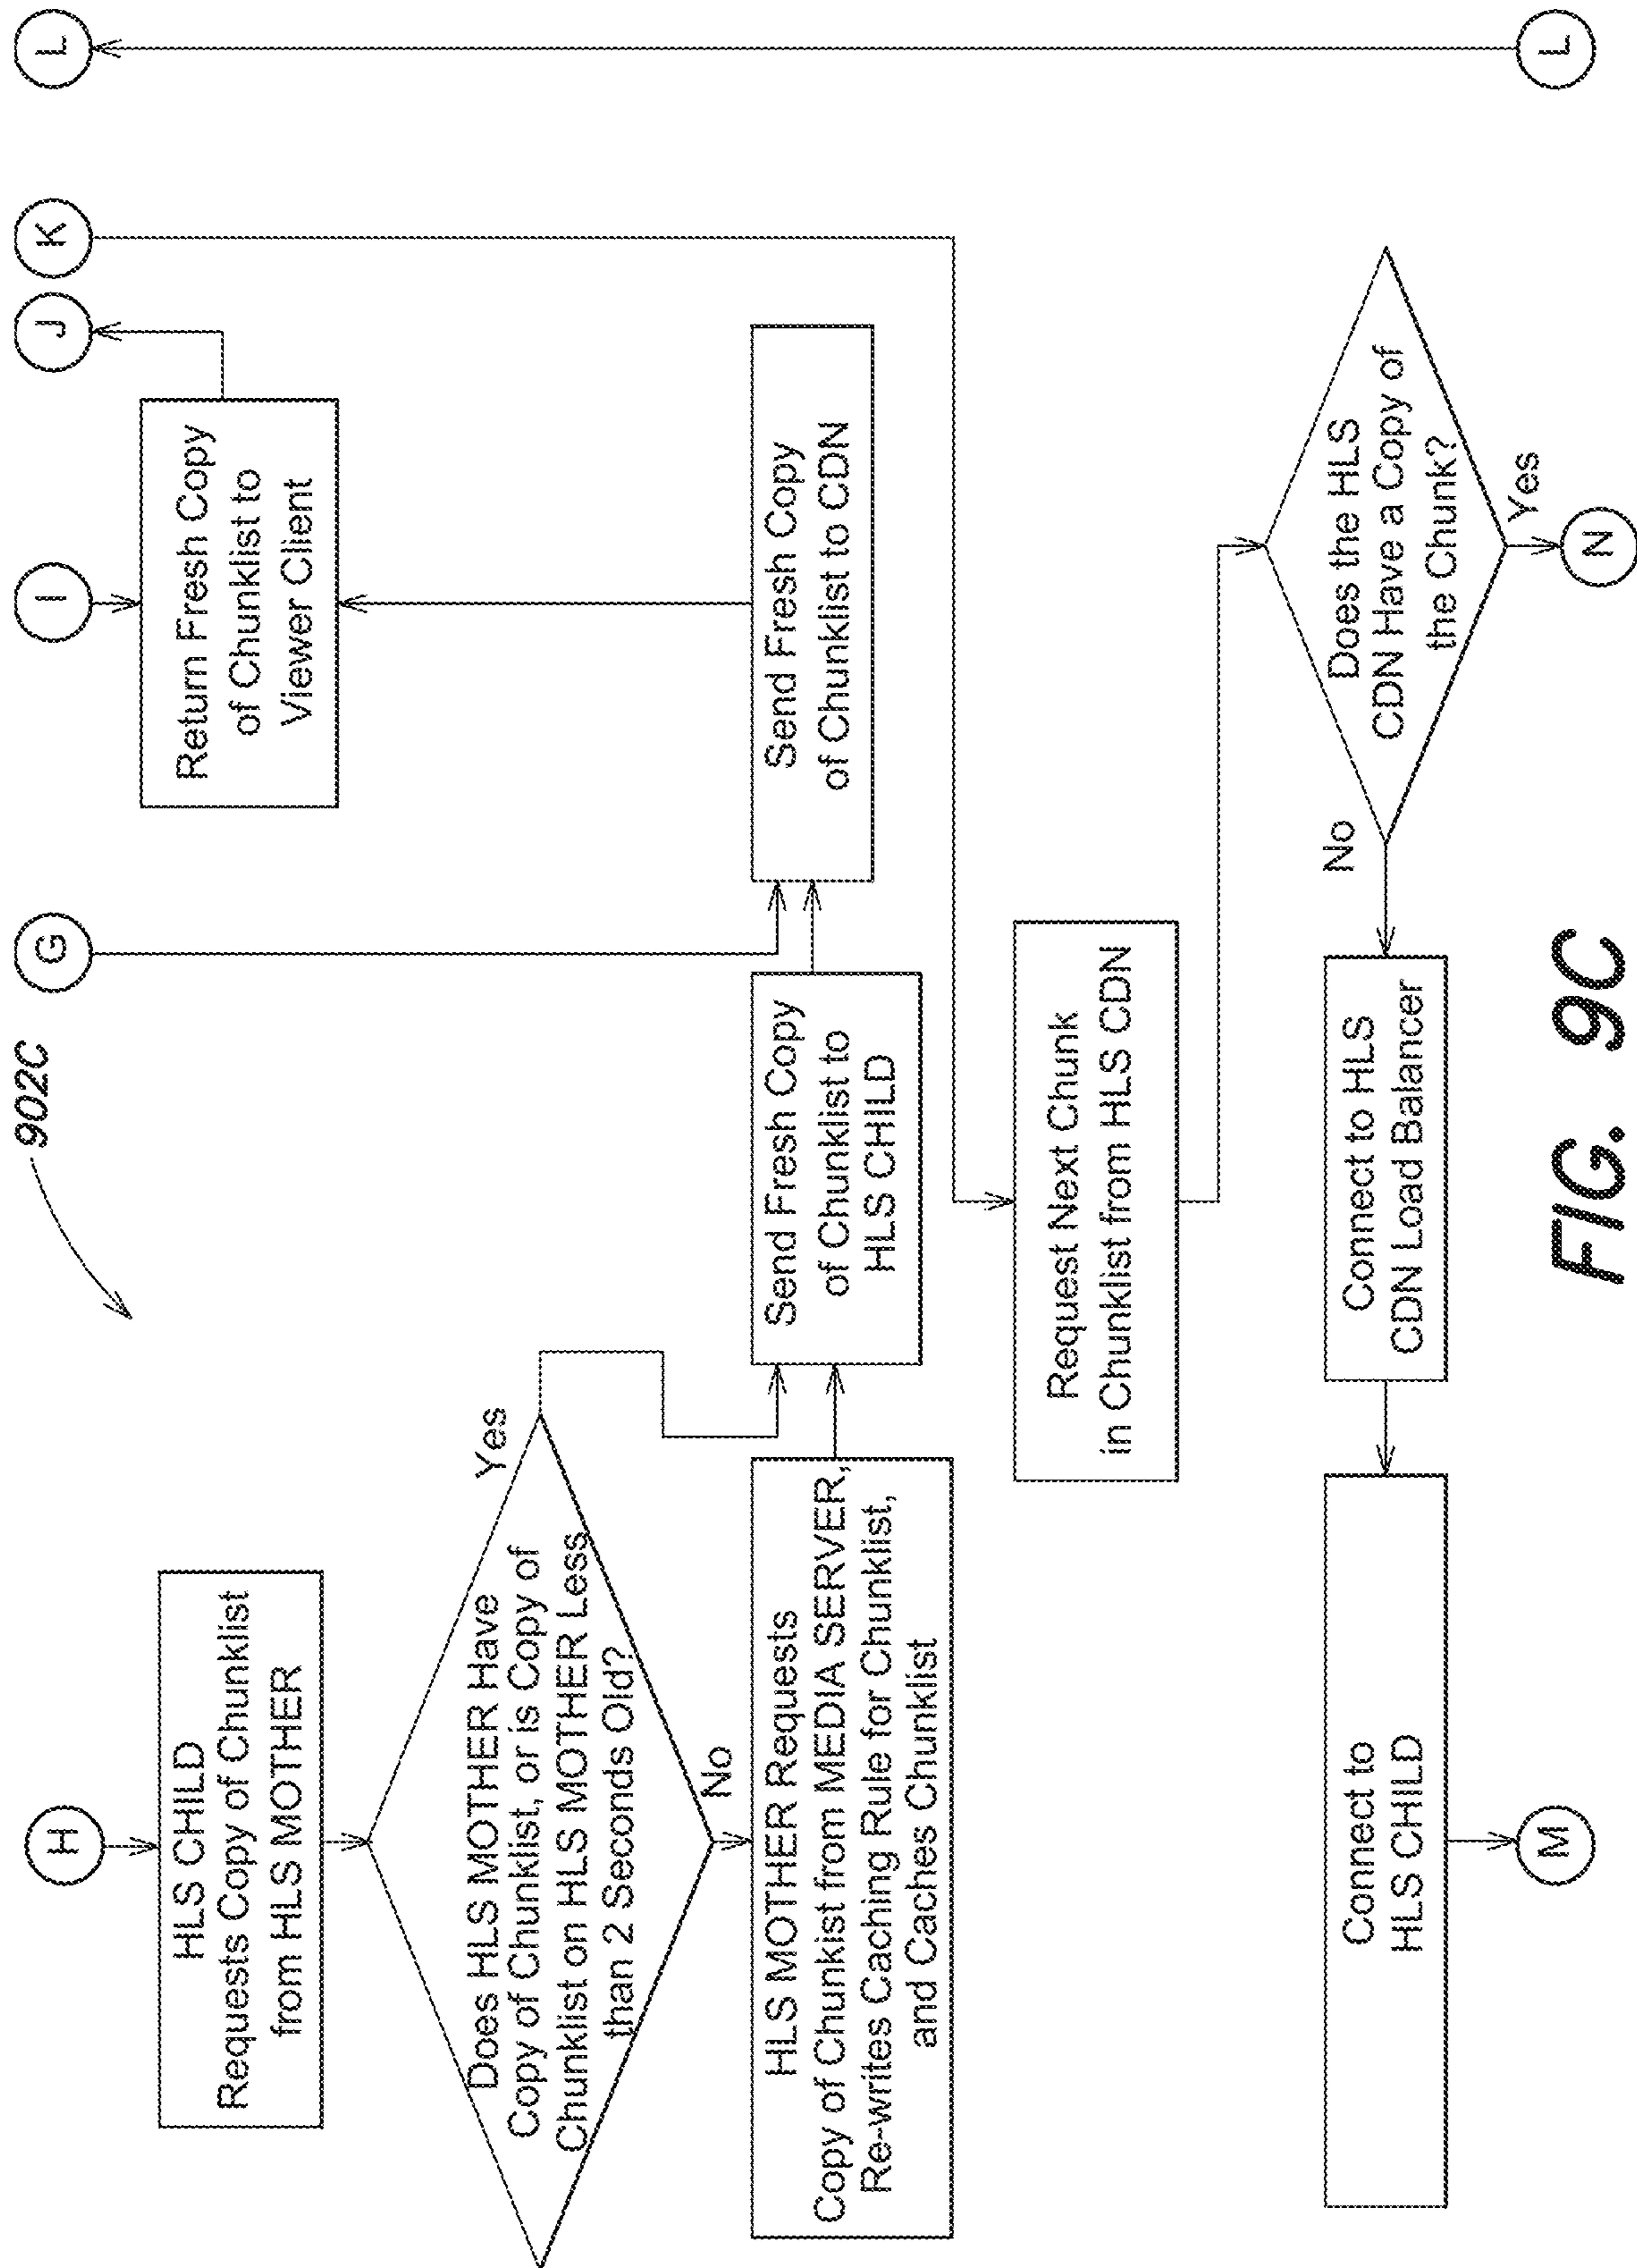 902C
H
G
I
J
K
L
HLS CHILD
Requests Copy of Chunklist
from HLS MOTHER
Return Fresh Copy
of Chunklist to
Viewer Client
Does HLS MOTHER Have
Copy of Chunklist, or is Copy of
Chunklist on HLS MOTHER Less
than 2 Seconds Old?
Yes
No
HLS MOTHER Requests
Copy of Chunkist from MEDIA SERVER,
Re-writes Caching Rule for Chunklist,
and Caches Chunklist
Send Fresh Copy
of Chunklist to
HLS CHILD
Send Fresh Copy
of Chunklist to CDN
Request Next Chunk
in Chunklist from HLS CDN
Connect to
HLS CHILD
Connect to HLS
CDN Load Balancer
No
Does the HLS
CDN Have a Copy of
the Chunk?
Yes
M
N
L
FIG. 9C